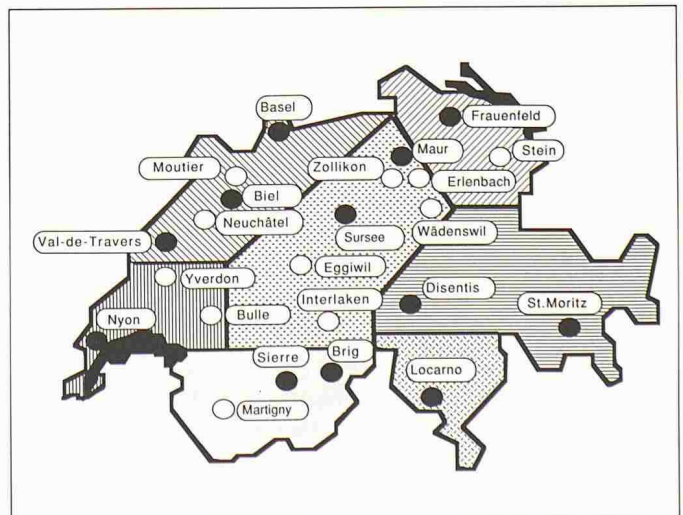 Basel
Frauenfeld
Maur
Stein
Moutier
Zollikon
Erlenbach
Biel
Neuchâtel
Sursee
Wädenswil
Val-de-Travers
Eggiwil
Yverdon
Interlaken
Disentis
St.Moritz
Nyon
Bulle
Sierre
Brig
Locarno
Martigny